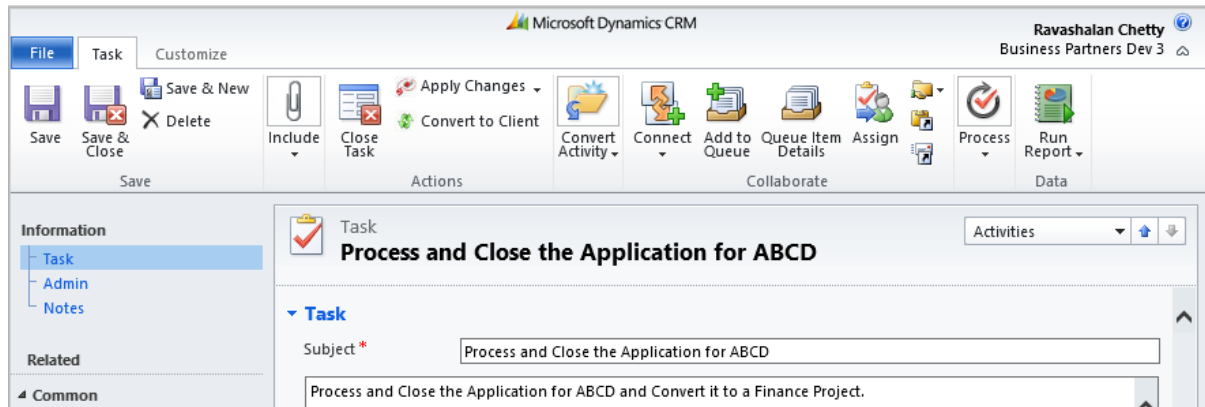 Microsoft Dynamics CRM
Ravashalan Chetty
Business Partners Dev 3
File Task Customize
Save
Save & Close
Save & New
Delete
Save
Include
Close Task
Apply Changes
Convert to Client
Actions
Convert Activity
Connect
Add to Queue
Queue Item Details
Assign
Collaborate
Process
Run Report
Data
Information
Task
Admin
Notes
Related
Common
Task
Process and Close the Application for ABCD
Activities
Task
Subject *
Process and Close the Application for ABCD
Process and Close the Application for ABCD and Convert it to a Finance Project.